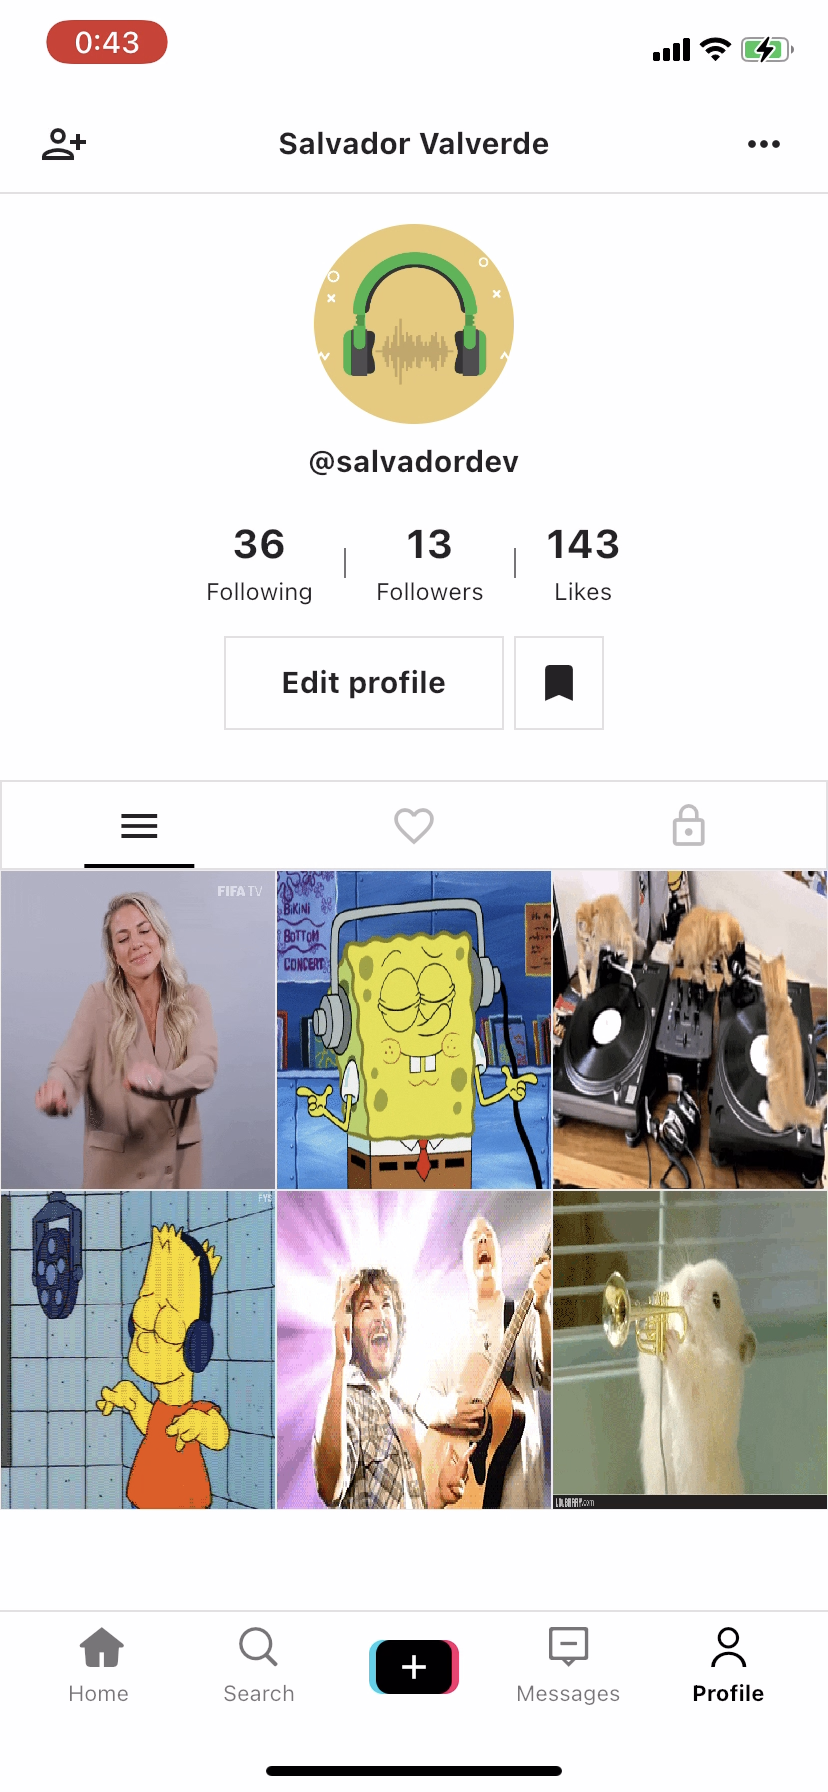 0:43
Salvador Valverde
@salvadordev
36 13 143
Following Followers Likes
Edit profile
FIFA TV
BIKINI
BOTTOM
CONCERT
FYS
Home Search Messages Profile